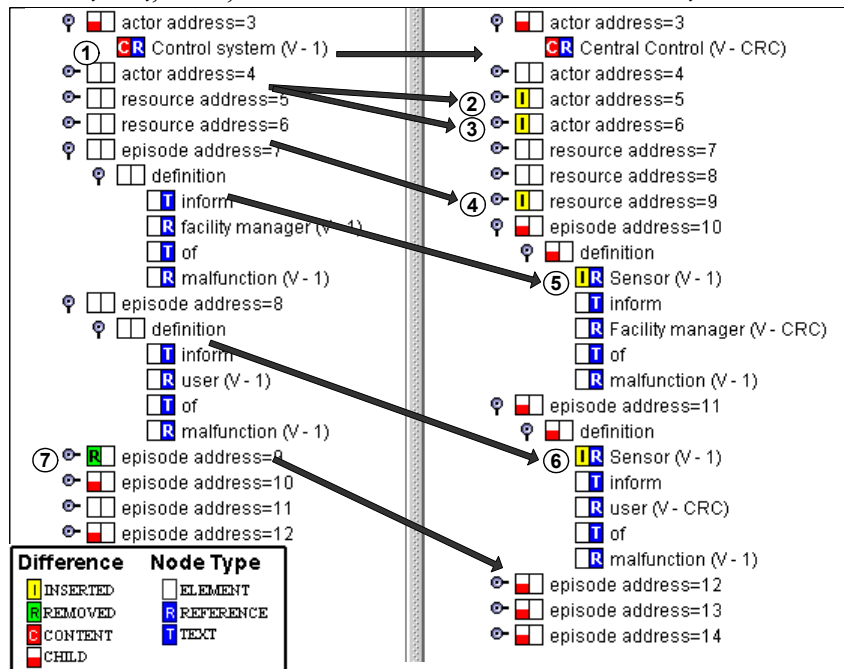 actor address=3
① C R Control system (V - 1)
actor address=4
resource address=5
resource address=6
episode address=7
definition
T inform
R facility manager (V - 1)
T of
R malfunction (V - 1)
episode address=8
definition
T inform
R user (V - 1)
T of
R malfunction (V - 1)
⑦ R episode address=9
episode address=10
episode address=11
episode address=12
Difference
I INSERTED
R REMOVED
C CONTENT
CHILD
Node Type
ELEMENT
R REFERENCE
T TEXT
actor address=3
C R Central Control (V - CRC)
actor address=4
② I actor address=5
③ I actor address=6
resource address=7
resource address=8
④ I resource address=9
episode address=10
definition
⑤ I R Sensor (V - 1)
T inform
R Facility manager (V - CRC)
T of
R malfunction (V - 1)
episode address=11
definition
⑥ I R Sensor (V - 1)
T inform
R user (V - CRC)
T of
R malfunction (V - 1)
episode address=12
episode address=13
episode address=14